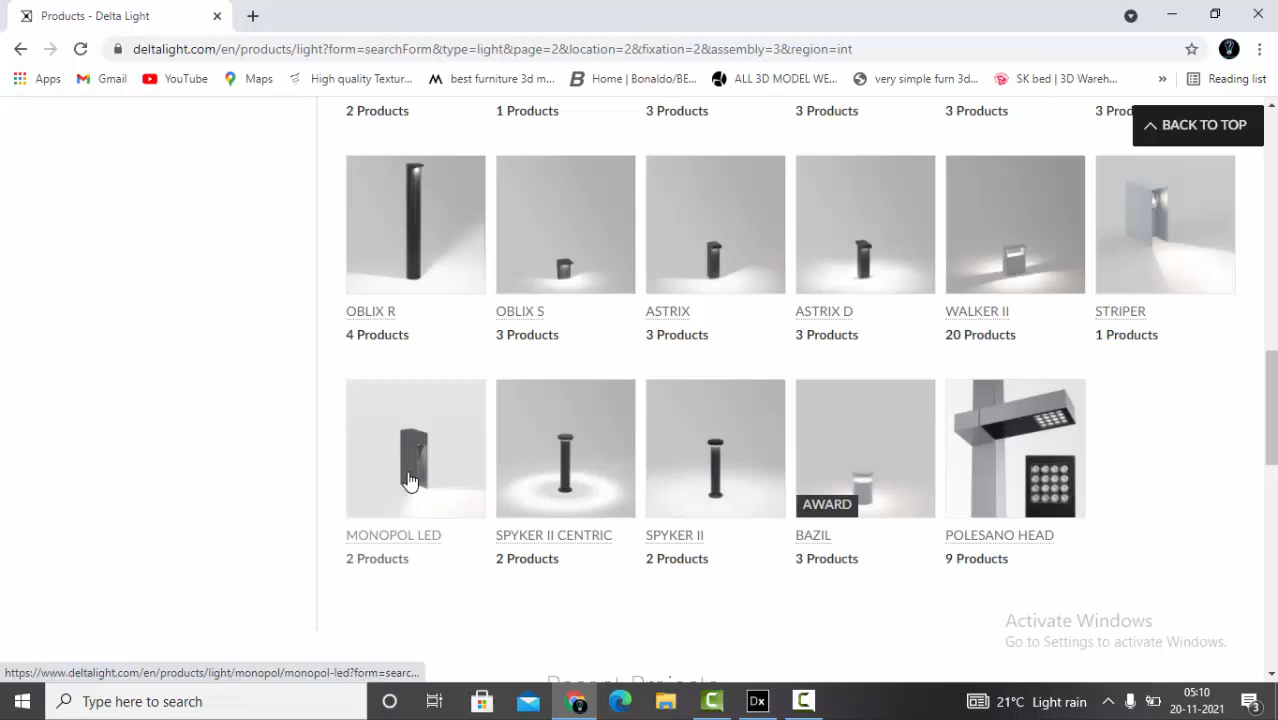 Products - Delta Light
deltalight.com/en/products/light?form=searchForm&type=light&page=2&location=2&fixation=2&assembly=3&region=int
Apps Gmail YouTube Maps High quality Textur... best furniture 3d m... Home | Bonaldo/BE... ALL 3D MODEL WE... very simple furn 3d... SK bed | 3D Wareh... » Reading list
2 Products 1 Products 3 Products 3 Products 3 Products 3 Prod
BACK TO TOP
OBLIX R OBLIX S ASTRIX ASTRIX D WALKER II STRIPER
4 Products 3 Products 3 Products 3 Products 20 Products 1 Products
AWARD
MONOPOL LED SPYKER II CENTRIC SPYKER II BAZIL POLESANO HEAD
2 Products 2 Products 2 Products 3 Products 9 Products
Activate Windows
Go to Settings to activate Windows.
https://www.deltalight.com/en/products/light/monopol/monopol-led?form=searc...
Recent Projects
Type here to search
Dx
21°C Light rain
05:10
20-11-2021
3